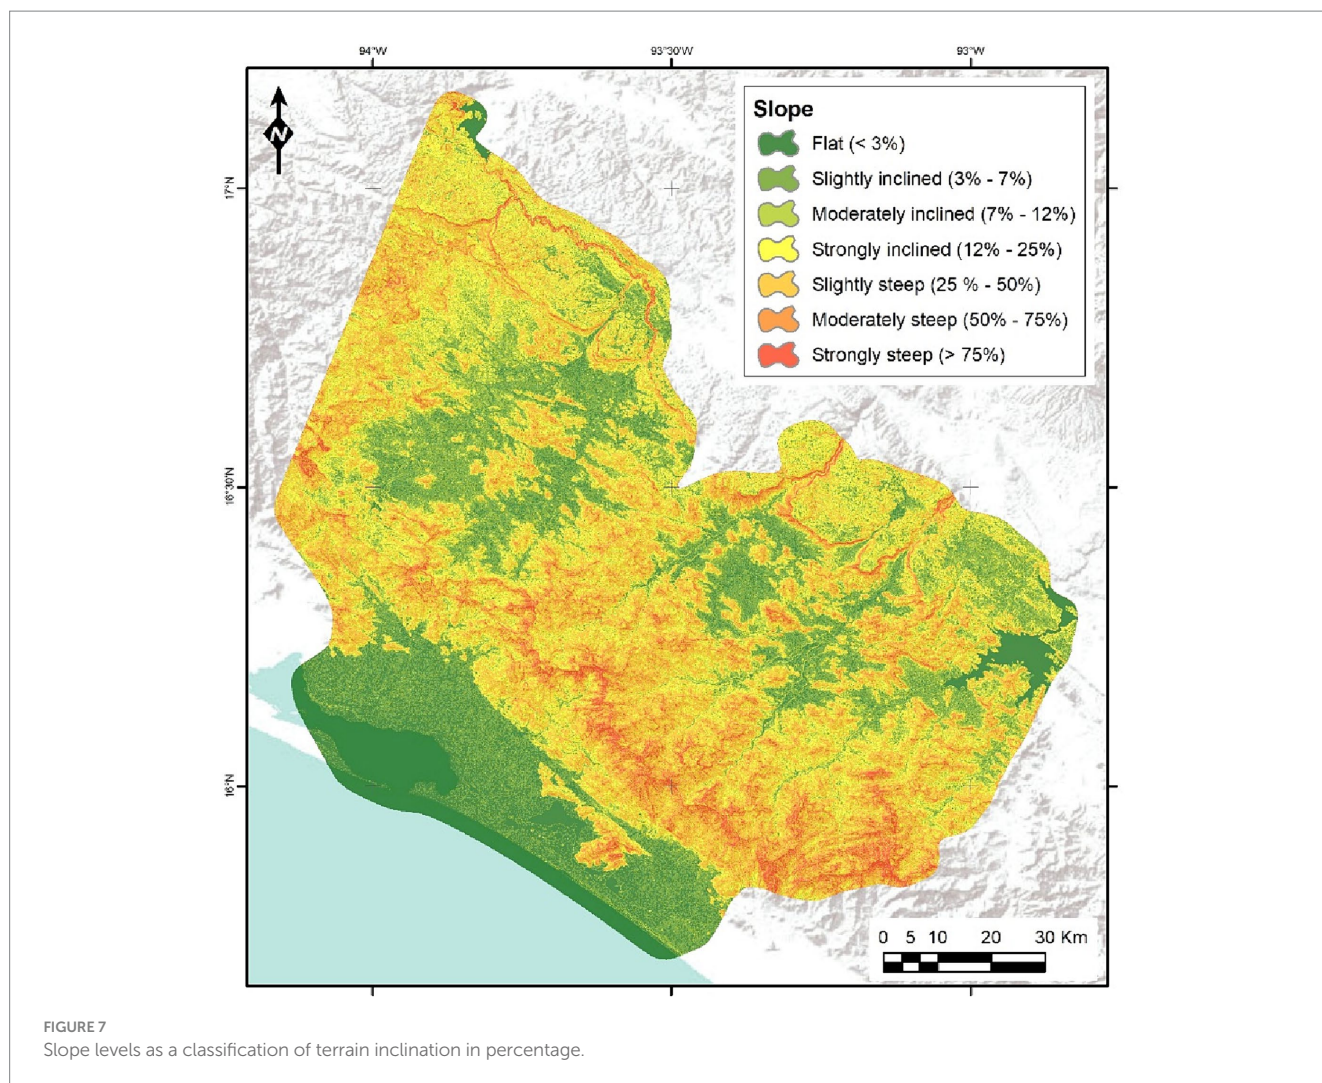 94°W 93°30'W 93°W
N
Slope
Flat (< 3%)
Slightly inclined (3% - 7%)
Moderately inclined (7% - 12%)
Strongly inclined (12% - 25%)
Slightly steep (25 % - 50%)
Moderately steep (50% - 75%)
Strongly steep (> 75%)
17°N
16°30'N
16°N
0 5 10 20 30 Km
FIGURE 7
Slope levels as a classification of terrain inclination in percentage.